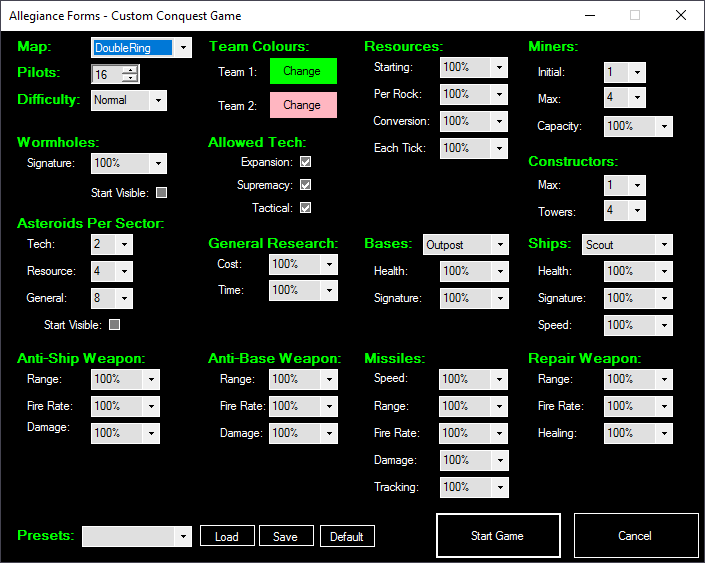 Allegiance Forms - Custom Conquest Game
Map: DoubleRing
Pilots: 16
Difficulty: Normal
Team Colours:
Team 1: Change
Team 2: Change
Resources:
Starting: 100%
Per Rock: 100%
Conversion: 100%
Each Tick: 100%
Miners:
Initial: 1
Max: 4
Capacity: 100%
Wormholes:
Signature: 100%
Start Visible:
Allowed Tech:
Expansion:
Supremacy:
Tactical:
Constructors:
Max: 1
Towers: 4
Asteroids Per Sector:
Tech: 2
Resource: 4
General: 8
Start Visible:
General Research:
Cost: 100%
Time: 100%
Bases: Outpost
Health: 100%
Signature: 100%
Ships: Scout
Health: 100%
Signature: 100%
Speed: 100%
Anti-Ship Weapon:
Range: 100%
Fire Rate: 100%
Damage: 100%
Anti-Base Weapon:
Range: 100%
Fire Rate: 100%
Damage: 100%
Missiles:
Speed: 100%
Range: 100%
Fire Rate: 100%
Damage: 100%
Tracking: 100%
Repair Weapon:
Range: 100%
Fire Rate: 100%
Healing: 100%
Presets: Load Save Default Start Game Cancel